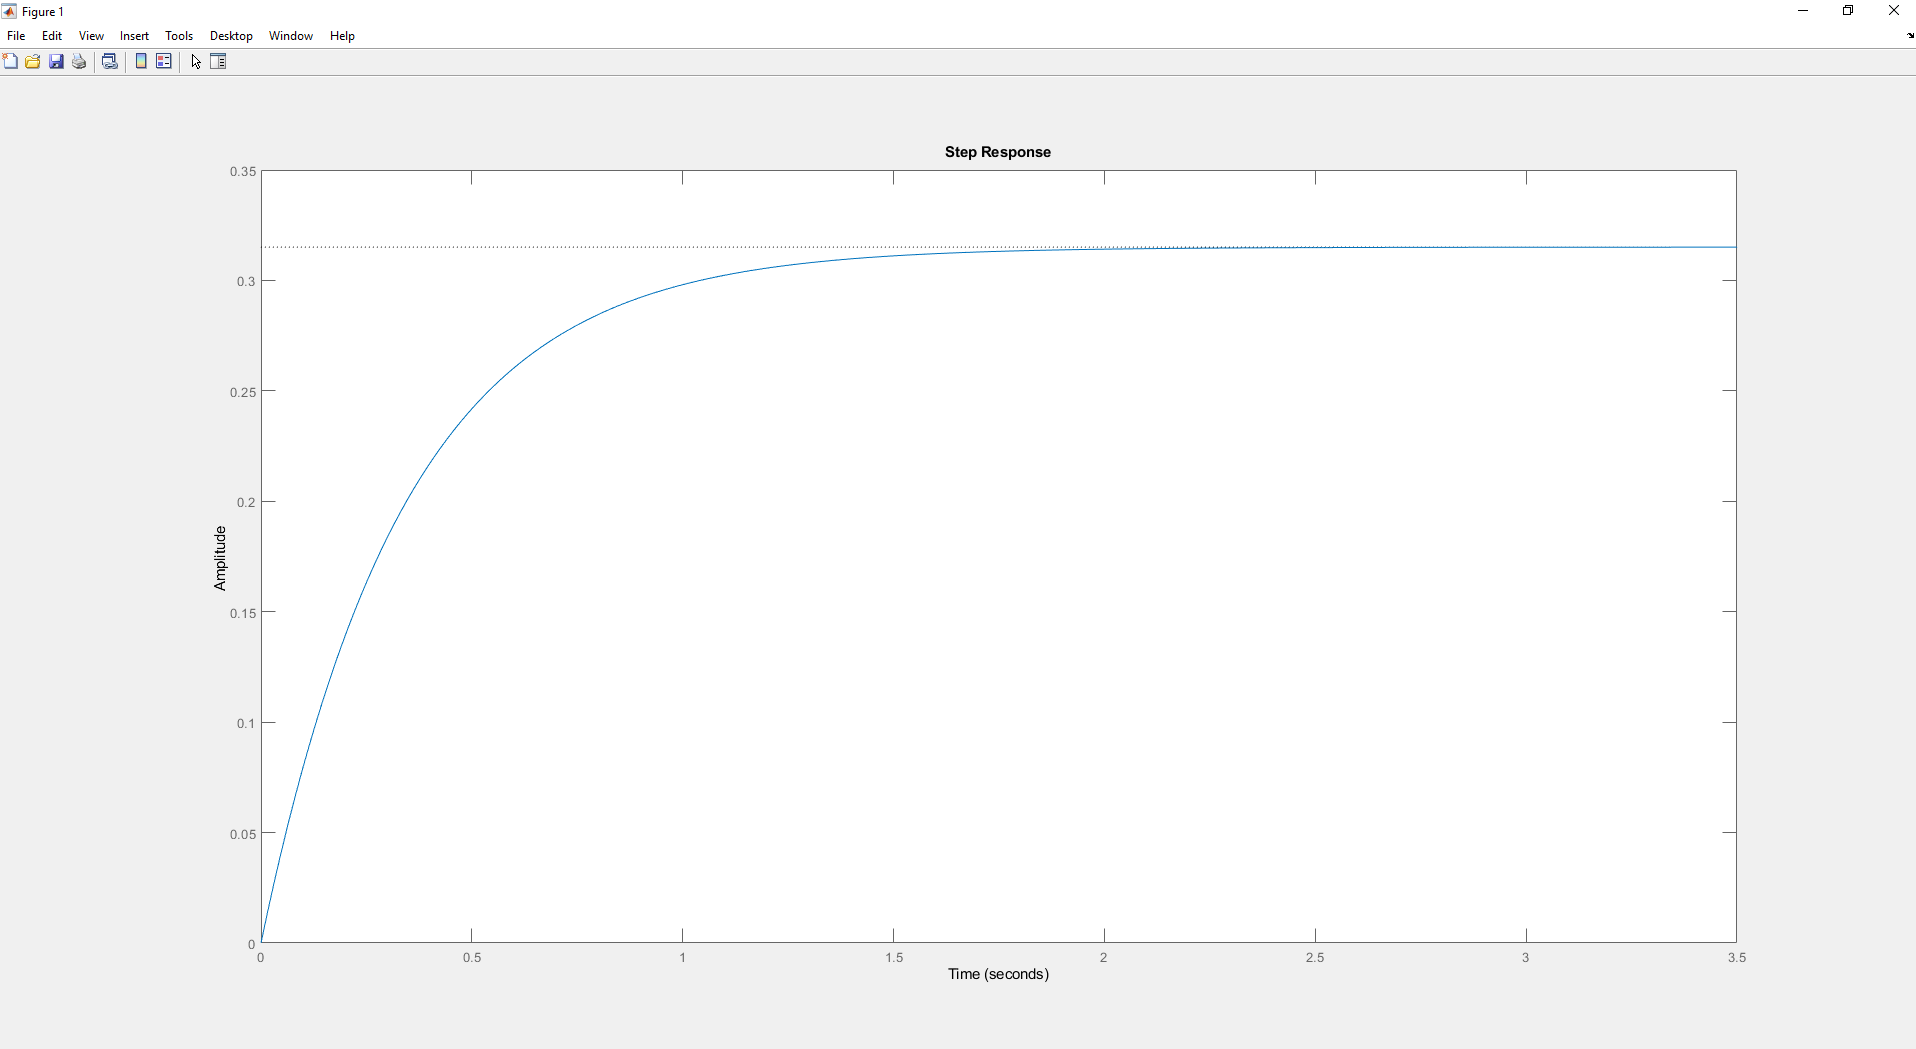 Figure 1
File Edit View Insert Tools Desktop Window Help
Step Response
0.35
0.3
0.25
0.2
0.15
0.1
0.05
0
Amplitude
0 0.5 1 1.5 2 2.5 3 3.5
Time (seconds)